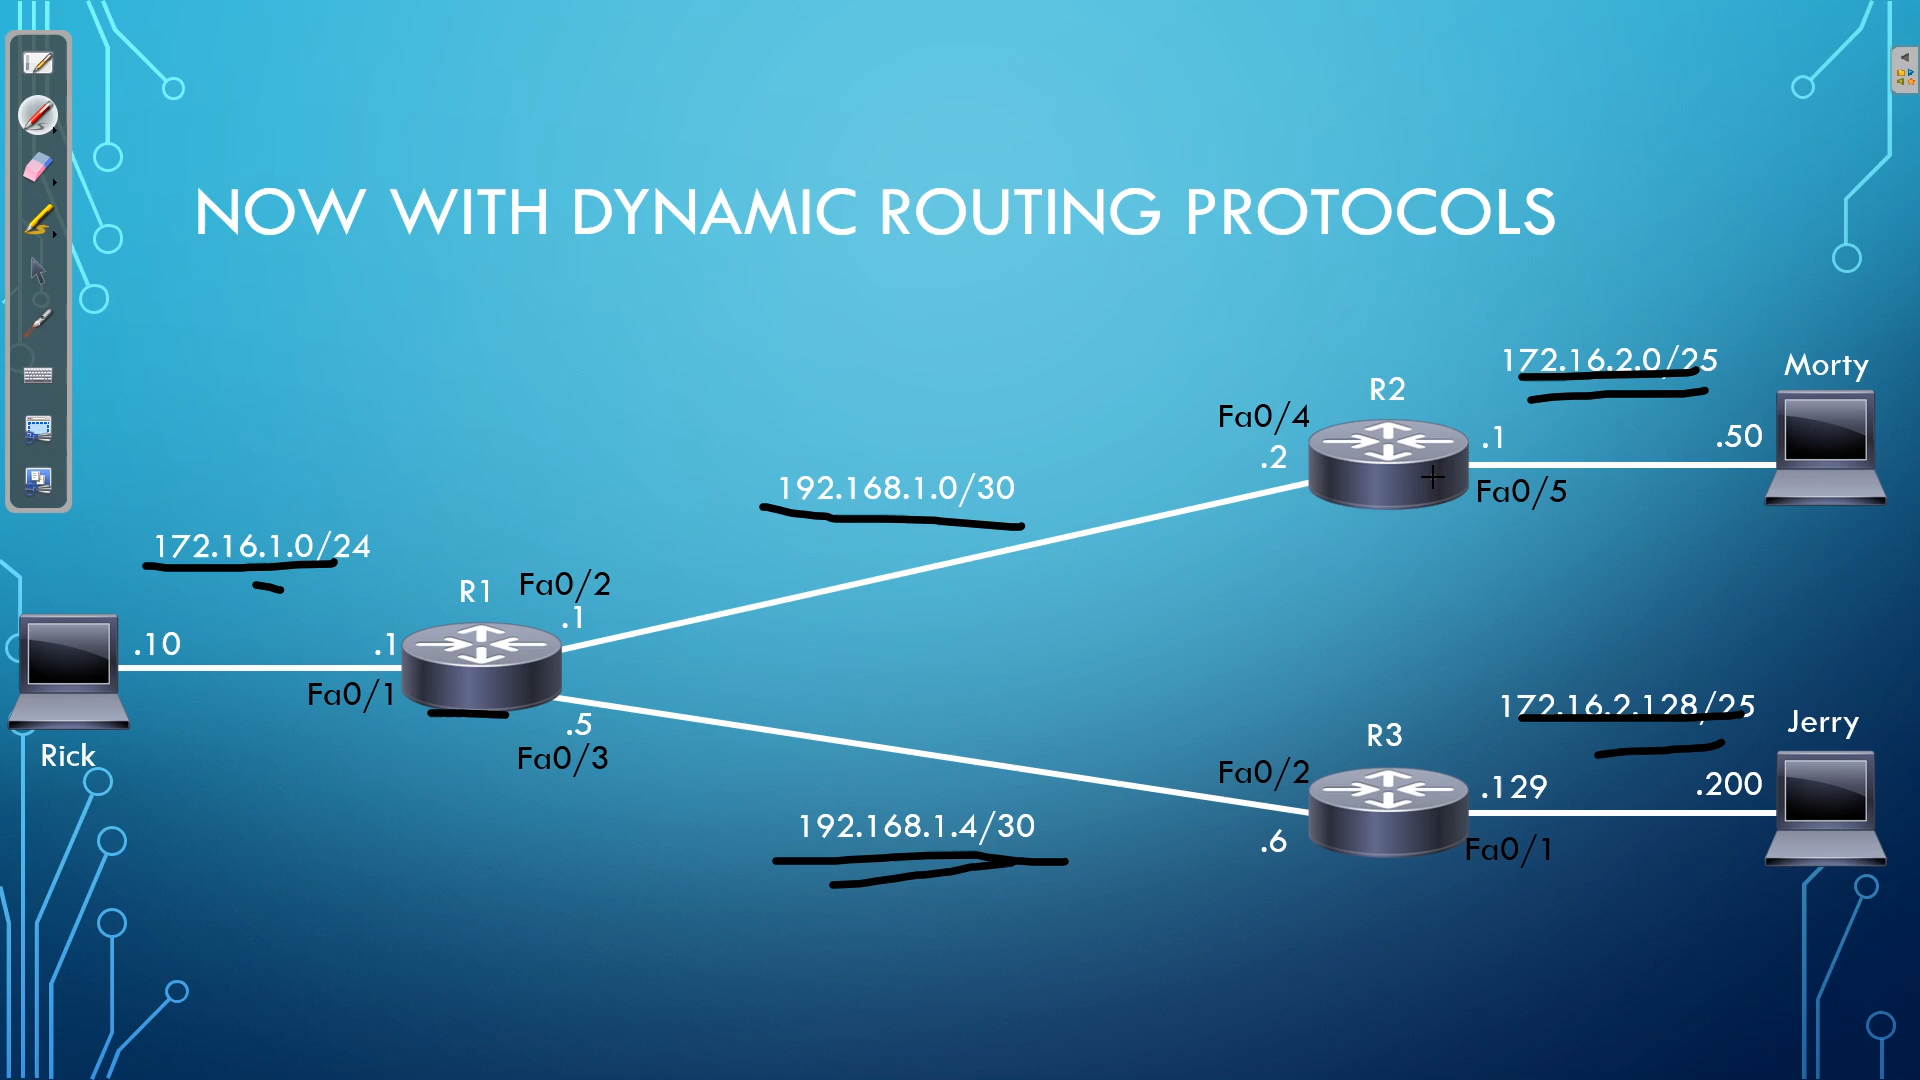 NOW WITH DYNAMIC ROUTING PROTOCOLS
172.16.2.0/25
Morty
R2
Fa0/4
.2
.1
.50
Fa0/5
192.168.1.0/30
172.16.1.0/24
R1
Fa0/2
.1
.10
.1
Fa0/1
Rick
.5
Fa0/3
172.16.2.128/25
Jerry
R3
Fa0/2
.129
.200
192.168.1.4/30
.6
Fa0/1